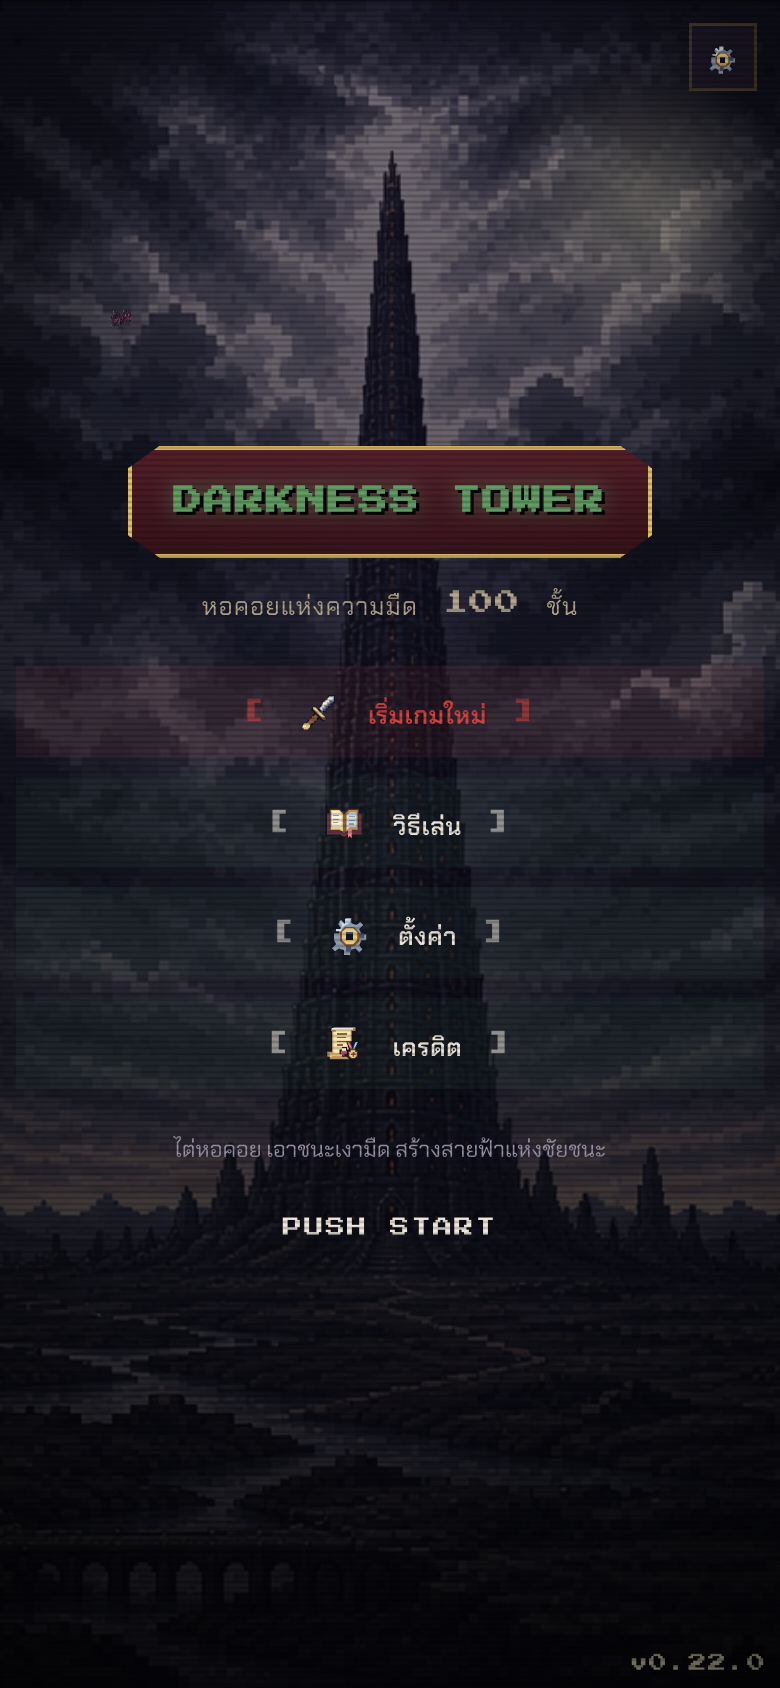 DARKNESS TOWER
หอคอยแห่งความมืด 100 ชั้น
[ เริ่มเกมใหม่ ]
[ วิธีเล่น ]
[ ตั้งค่า ]
[ เครดิต ]
ไต่หอคอย เอาชนะเงามืด สร้างสายฟ้าแห่งชัยชนะ
PUSH START
v0.22.0